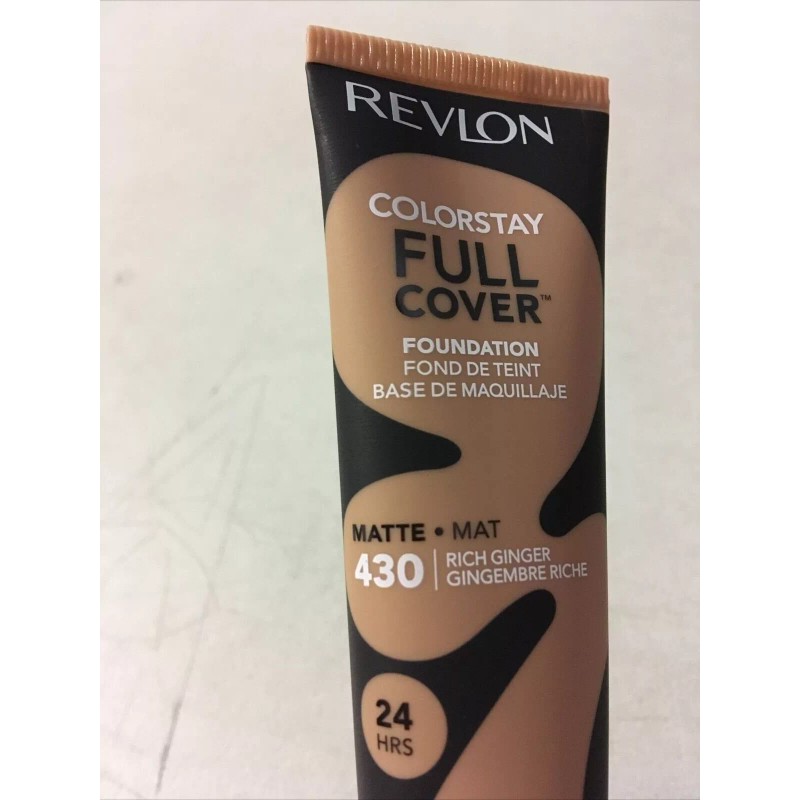 REVLON
COLORSTAY
FULL
COVER™
FOUNDATION
FOND DE TEINT
BASE DE MAQUILLAJE
MATTE • MAT
430 | RICH GINGER
GINGEMBRE RICHE
24
HRS